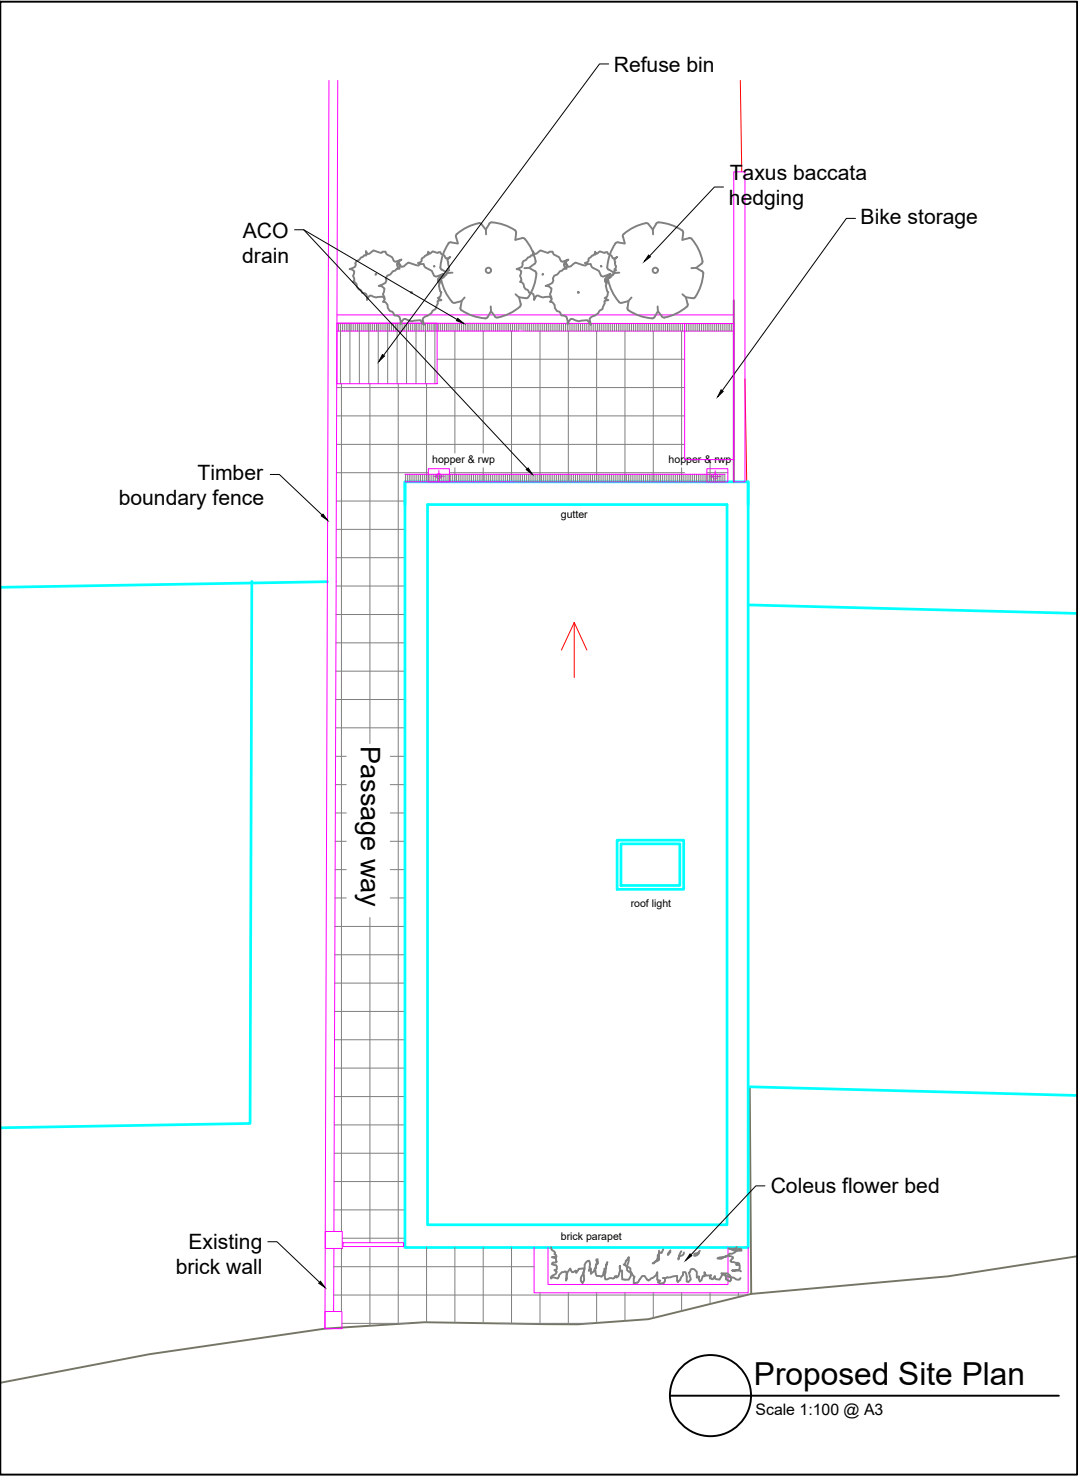 Refuse bin
Taxus baccata
hedging
Bike storage
ACO
drain
hopper & rwp
hopper & rwp
Timber
boundary fence
gutter
Passage way
roof light
Coleus flower bed
brick parapet
Existing
brick wall
Proposed Site Plan
Scale 1:100 @ A3